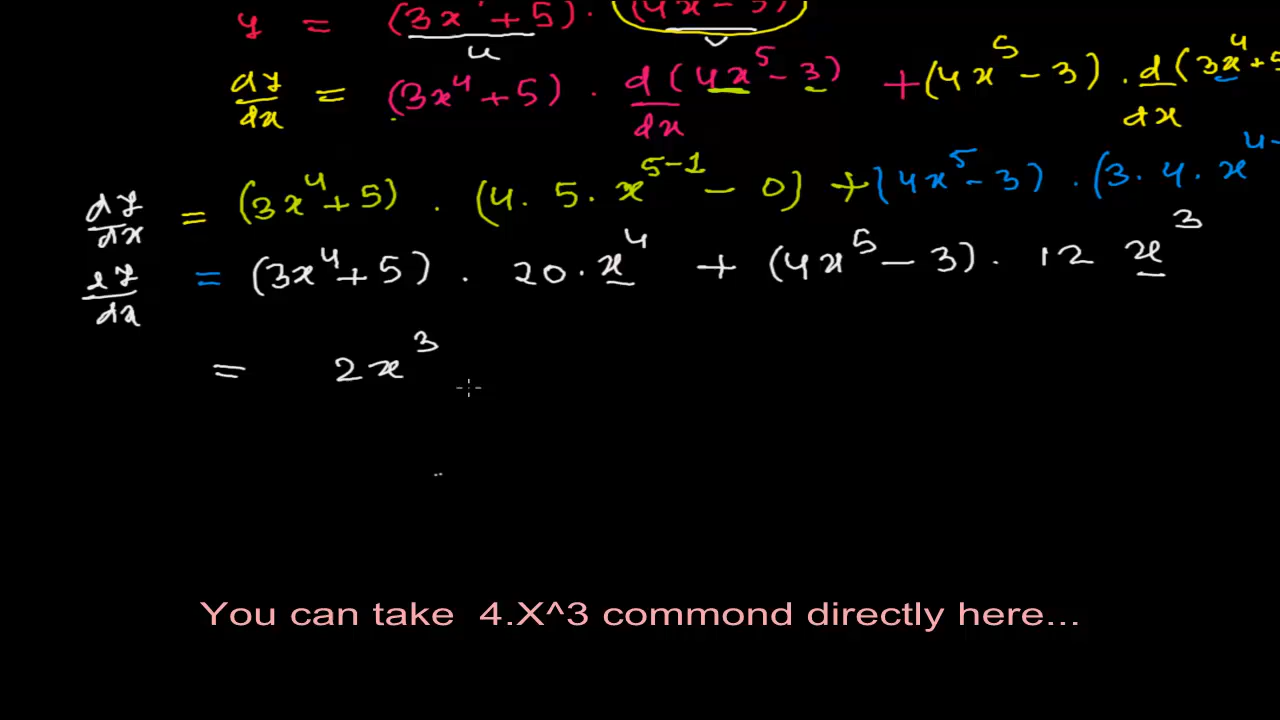 y = (3x⁴ + 5) · (4x⁵ − 3)
u v
dy/dx = (3x⁴ + 5) · d/dx (4x⁵ − 3) + (4x⁵ − 3) · d/dx (3x⁴ + 5
dy/dx = (3x⁴ + 5) · (4 · 5 · x⁵⁻¹ − 0) + (4x⁵ − 3) · (3 · 4 · x⁴⁻
dy/dx = (3x⁴ + 5) · 20 · x⁴ + (4x⁵ − 3) · 12 x³
= 2x³
You can take 4.X^3 commond directly here...